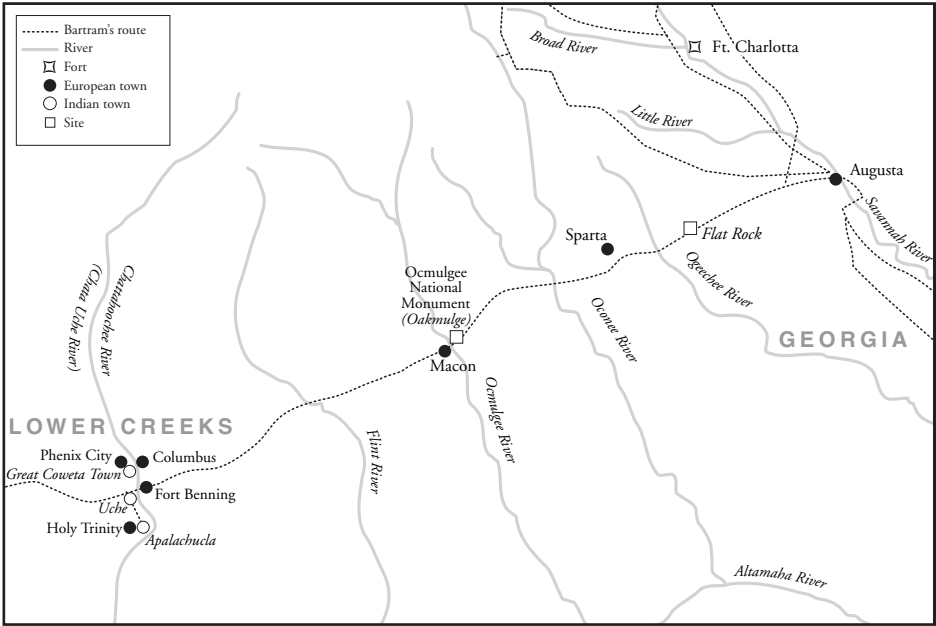 Bartram's route
River
Fort
European town
Indian town
Site
Broad River
Ft. Charlotta
Little River
Augusta
Savannah River
Sparta
Flat Rock
Ogeechee River
Ocmulgee
National
Monument
(Oakmulge)
Chattahoochee River
(Chata Uche River)
Oconee River
GEORGIA
Macon
Ocmulgee River
LOWER CREEKS
Flint River
Phenix City
Columbus
Great Coweta Town
Fort Benning
Uche
Holy Trinity
Apalachucla
Altamaha River